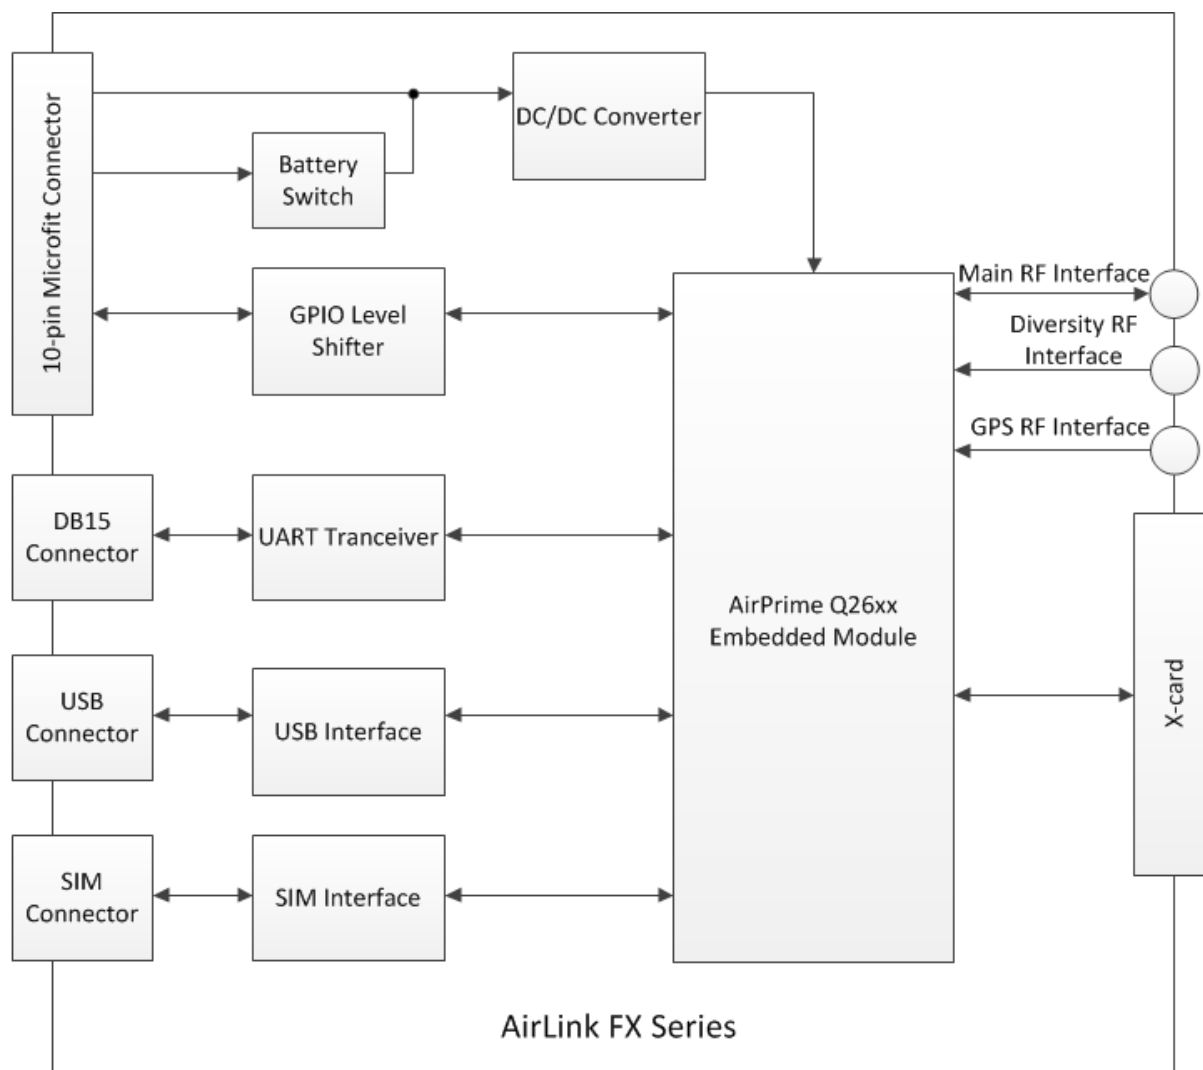 10-pin Microfit Connector
DC/DC Converter
Battery
Switch
GPIO Level
Shifter
Main RF Interface
Diversity RF
Interface
GPS RF Interface
DB15
Connector
UART Tranceiver
AirPrime Q26xx
Embedded Module
USB
Connector
USB Interface
X-card
SIM
Connector
SIM Interface
AirLink FX Series